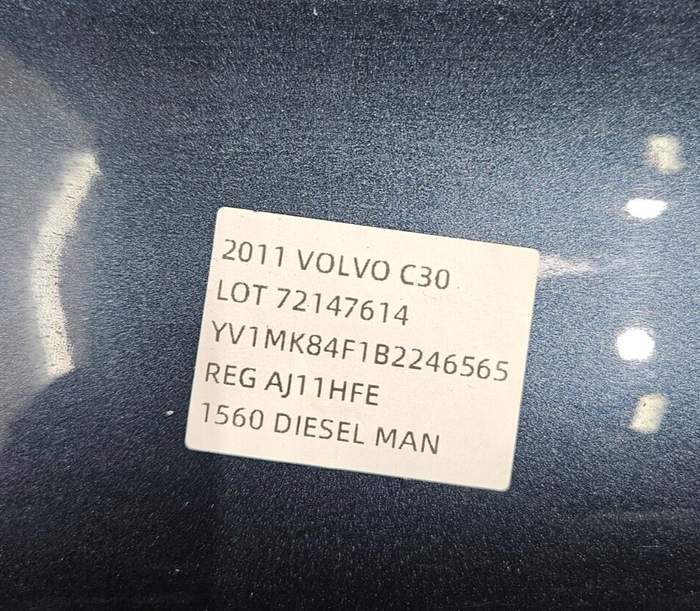 2011 VOLVO C30
LOT 72147614
YV1MK84F1B2246565
REG AJ11HFE
1560 DIESEL MAN